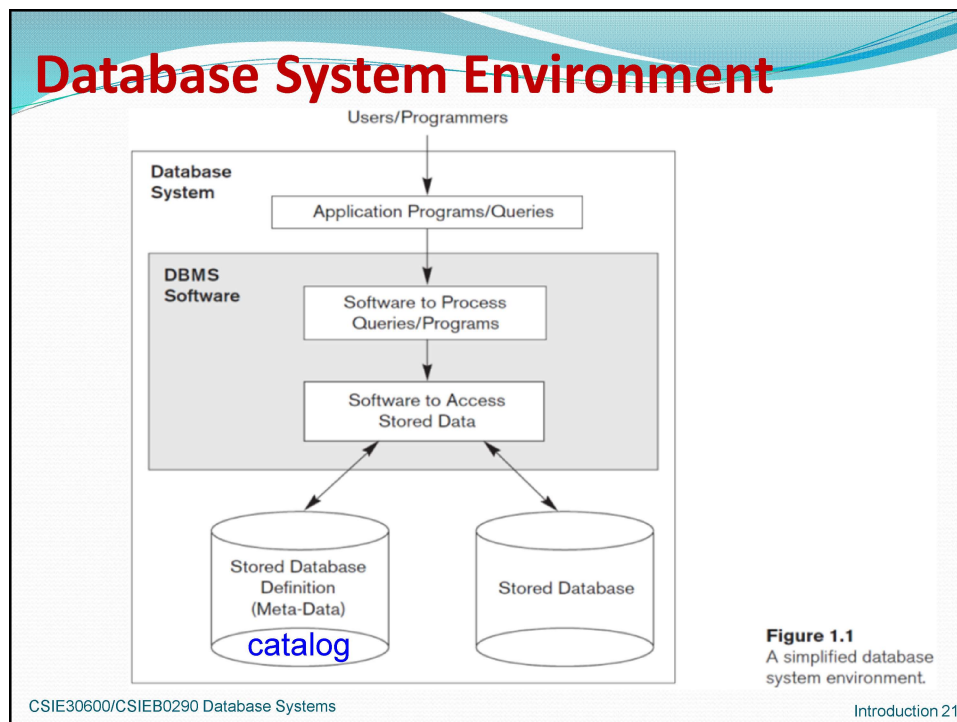 Database System Environment
Users/Programmers
Database
System
Application Programs/Queries
DBMS
Software
Software to Process
Queries/Programs
Software to Access
Stored Data
Stored Database
Definition
(Meta-Data)
catalog
Stored Database
Figure 1.1
A simplified database
system environment.
CSIE30600/CSIEB0290 Database Systems
Introduction 21